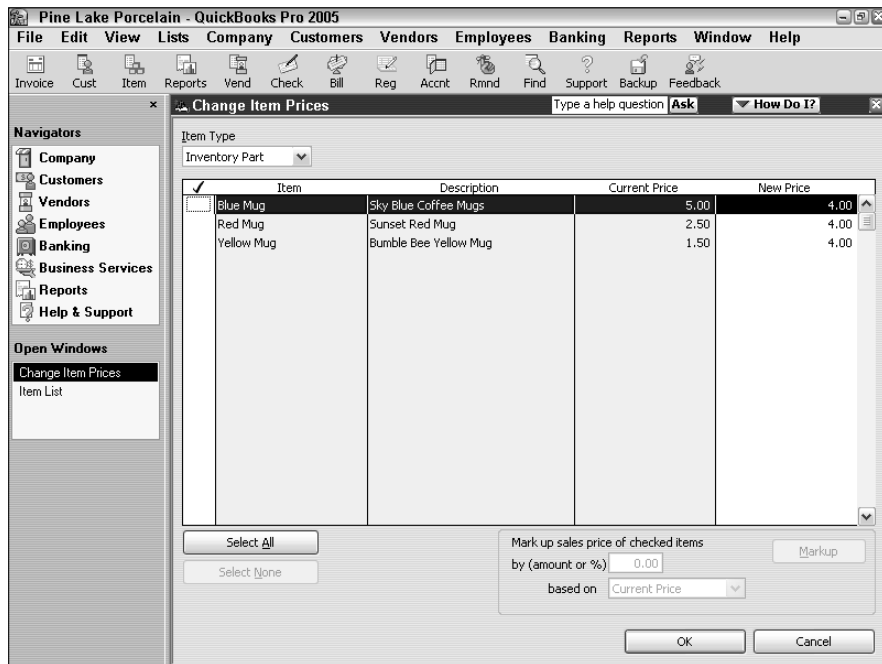 Pine Lake Porcelain - QuickBooks Pro 2005
File Edit View Lists Company Customers Vendors Employees Banking Reports Window Help
Invoice Cust Item Reports Vend Check Bill Reg Accnt Rmnd Find Support Backup Feedback
Change Item Prices Type a help question Ask How Do I?
Navigators
Company
Customers
Vendors
Employees
Banking
Business Services
Reports
Help & Support
Open Windows
Change Item Prices
Item List
Item Type
Inventory Part
Item Description Current Price New Price
Blue Mug Sky Blue Coffee Mugs 5.00 4.00
Red Mug Sunset Red Mug 2.50 4.00
Yellow Mug Bumble Bee Yellow Mug 1.50 4.00
Select All
Select None
Mark up sales price of checked items
by (amount or %) 0.00
Markup
based on Current Price
OK Cancel